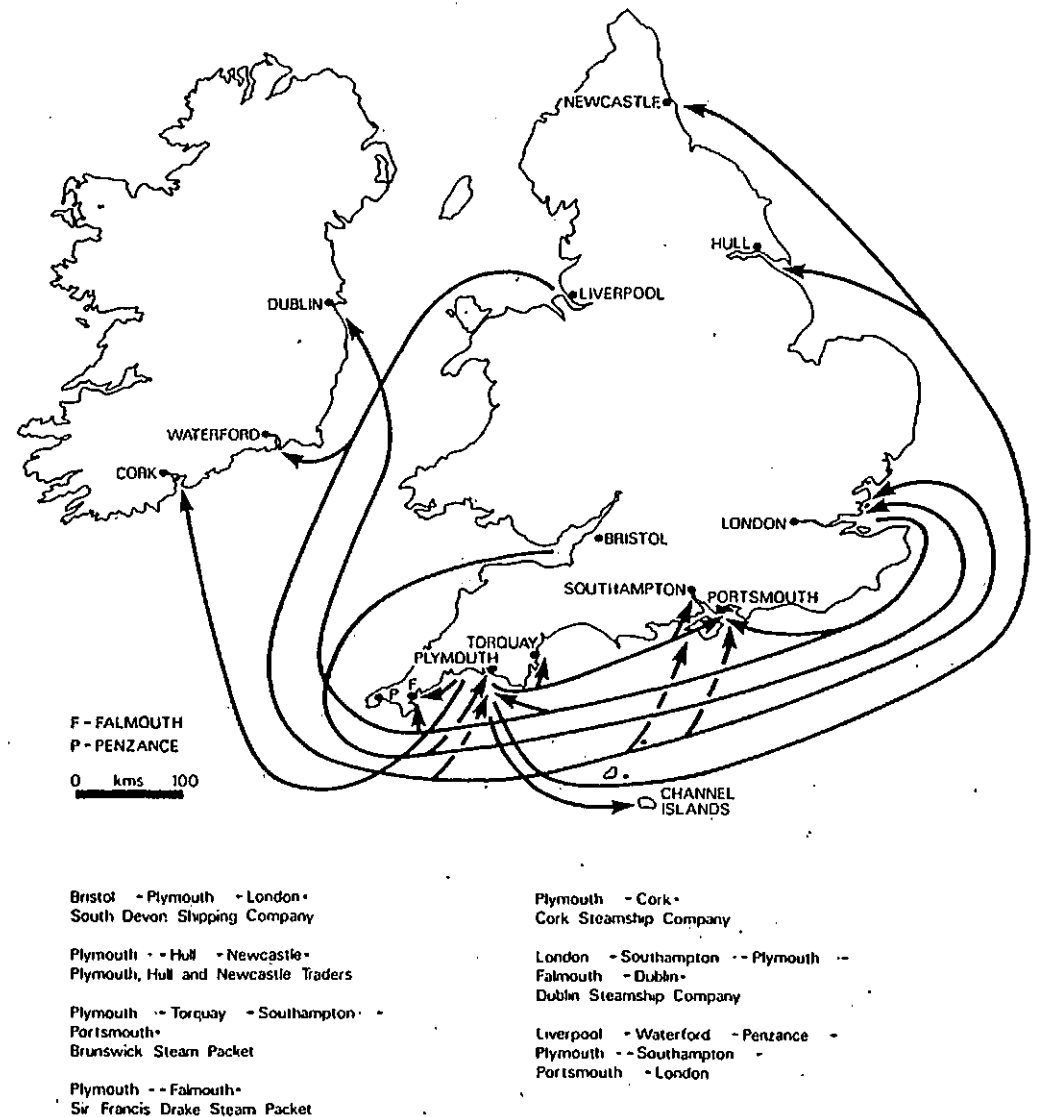 NEWCASTLE
HULL
LIVERPOOL
DUBLIN
WATERFORD
CORK
LONDON
BRISTOL
SOUTHAMPTON
PORTSMOUTH
TORQUAY
PLYMOUTH
P F
F - FALMOUTH
P - PENZANCE
0 kms 100
CHANNEL
ISLANDS
Bristol - Plymouth - London
South Devon Shipping Company
Plymouth - - Hull - Newcastle
Plymouth, Hull and Newcastle Traders
Plymouth - Torquay - Southampton -
Portsmouth
Brunswick Steam Packet
Plymouth - - Falmouth
Sir Francis Drake Steam Packet
Plymouth - Cork
Cork Steamship Company
London - Southampton - - Plymouth -
Falmouth - Dublin
Dublin Steamship Company
Liverpool - Waterford - Penzance -
Plymouth - - Southampton -
Portsmouth - London